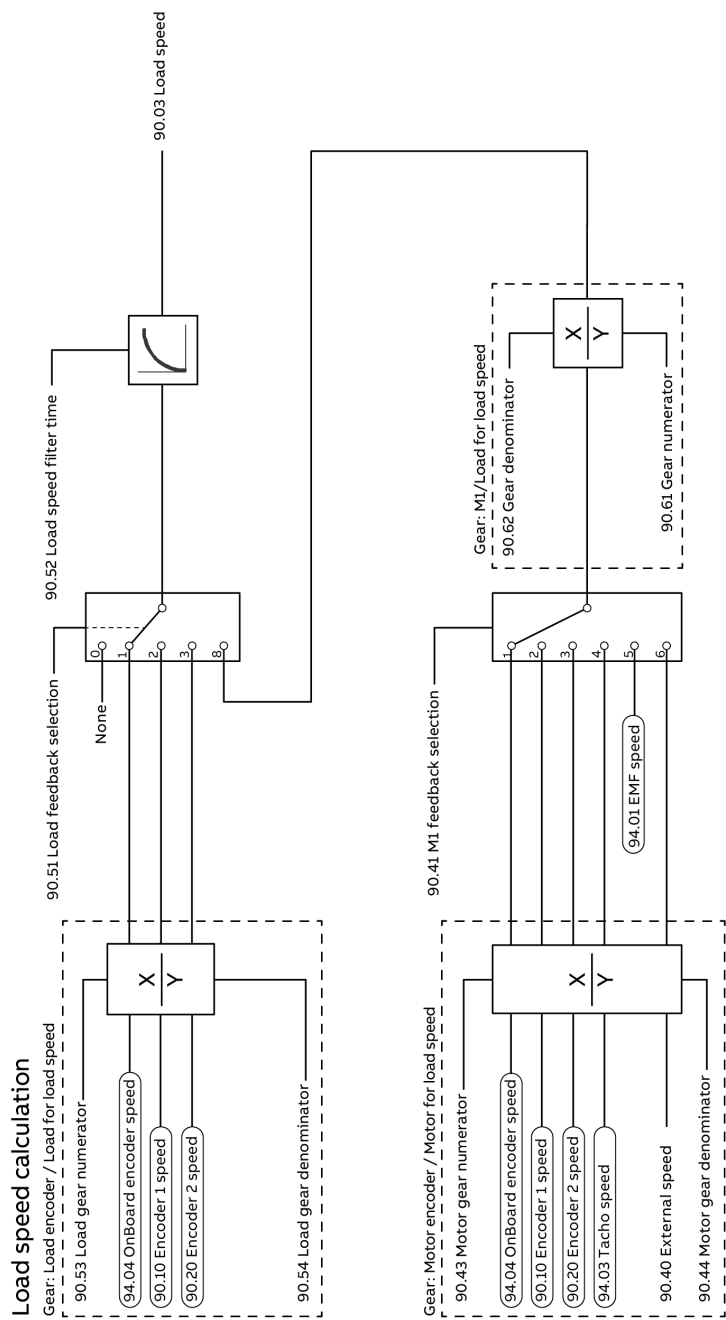 Load speed calculation
Gear: Load encoder / Load for load speed
90.53 Load gear numerator
94.04 OnBoard encoder speed
90.10 Encoder 1 speed
90.20 Encoder 2 speed
90.54 Load gear denominator
X
Y
90.51 Load feedback selection
None
0
1
2
3
8
90.52 Load speed filter time
90.03 Load speed
Gear: Motor encoder / Motor for load speed
90.43 Motor gear numerator
94.04 OnBoard encoder speed
90.10 Encoder 1 speed
90.20 Encoder 2 speed
94.03 Tacho speed
90.40 External speed
90.44 Motor gear denominator
X
Y
90.41 M1 feedback selection
94.01 EMF speed
1
2
3
4
5
6
Gear: M1/Load for load speed
90.62 Gear denominator
90.61 Gear numerator
X
Y